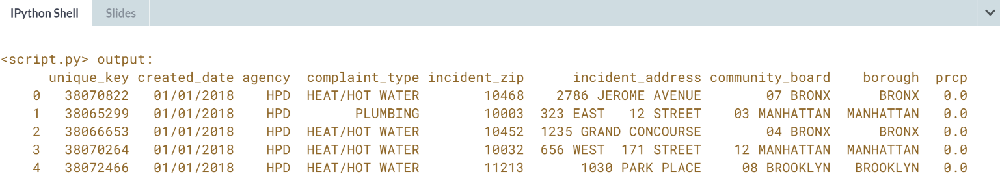 IPython Shell Slides
<script.py> output:
unique_key created_date agency complaint_type incident_zip incident_address community_board borough prcp
0 38070822 01/01/2018 HPD HEAT/HOT WATER 10468 2786 JEROME AVENUE 07 BRONX BRONX 0.0
1 38065299 01/01/2018 HPD PLUMBING 10003 323 EAST   12 STREET 03 MANHATTAN MANHATTAN 0.0
2 38066653 01/01/2018 HPD HEAT/HOT WATER 10452 1235 GRAND CONCOURSE 04 BRONX BRONX 0.0
3 38070264 01/01/2018 HPD HEAT/HOT WATER 10032 656 WEST  171 STREET 12 MANHATTAN MANHATTAN 0.0
4 38072466 01/01/2018 HPD HEAT/HOT WATER 11213 1030 PARK PLACE 08 BROOKLYN BROOKLYN 0.0